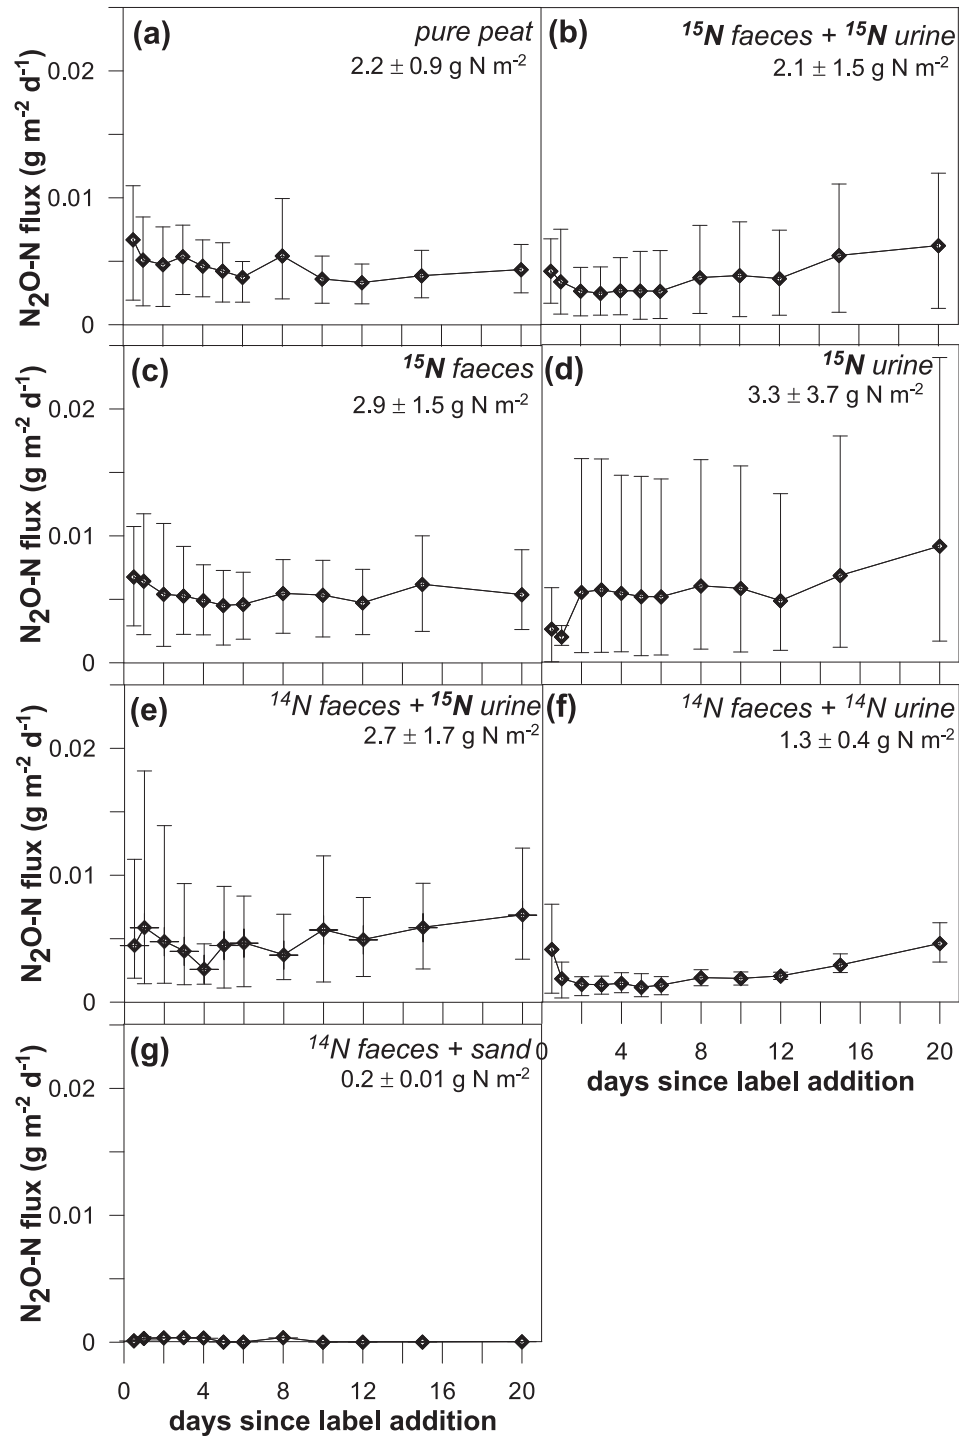 (a) pure peat
2.2 ± 0.9 g N m⁻²
(b) ¹⁵N faeces + ¹⁵N urine
2.1 ± 1.5 g N m⁻²
N₂O-N flux (g m⁻² d⁻¹)
0.02
0.01
0
(c) ¹⁵N faeces
2.9 ± 1.5 g N m⁻²
(d) ¹⁵N urine
3.3 ± 3.7 g N m⁻²
N₂O-N flux (g m⁻² d⁻¹)
0.02
0.01
0
(e) ¹⁴N faeces + ¹⁵N urine
2.7 ± 1.7 g N m⁻²
(f) ¹⁴N faeces + ¹⁴N urine
1.3 ± 0.4 g N m⁻²
N₂O-N flux (g m⁻² d⁻¹)
0.02
0.01
0
0 4 8 12 16 20
days since label addition
(g) ¹⁴N faeces + sand
0.2 ± 0.01 g N m⁻²
N₂O-N flux (g m⁻² d⁻¹)
0.02
0.01
0
0 4 8 12 16 20
days since label addition